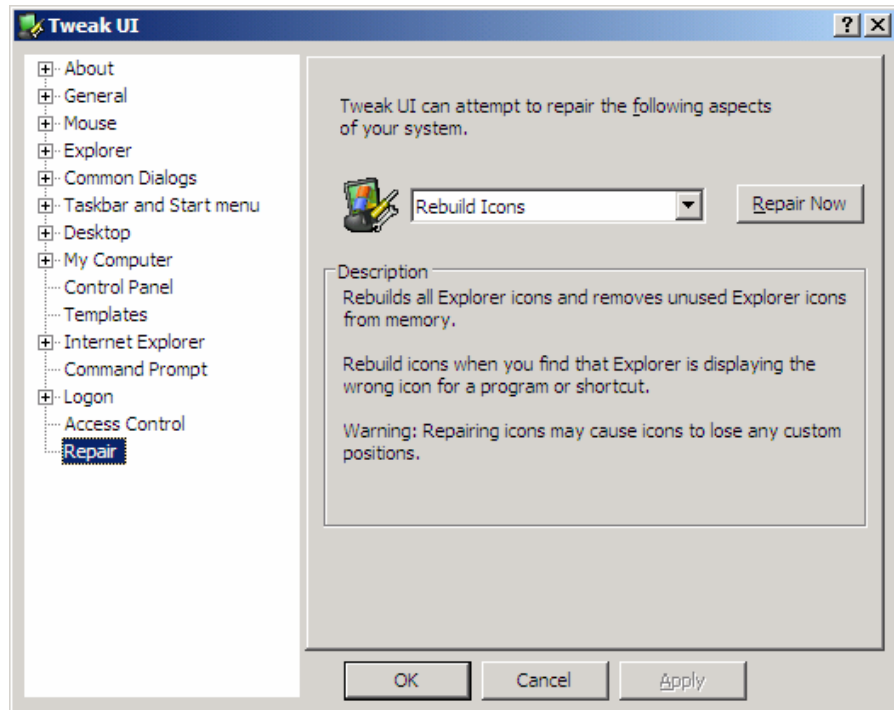 Tweak UI
About
General
Mouse
Explorer
Common Dialogs
Taskbar and Start menu
Desktop
My Computer
Control Panel
Templates
Internet Explorer
Command Prompt
Logon
Access Control
Repair
Tweak UI can attempt to repair the following aspects
of your system.
Rebuild Icons
Repair Now
Description
Rebuilds all Explorer icons and removes unused Explorer icons
from memory.
Rebuild icons when you find that Explorer is displaying the
wrong icon for a program or shortcut.
Warning: Repairing icons may cause icons to lose any custom
positions.
OK
Cancel
Apply